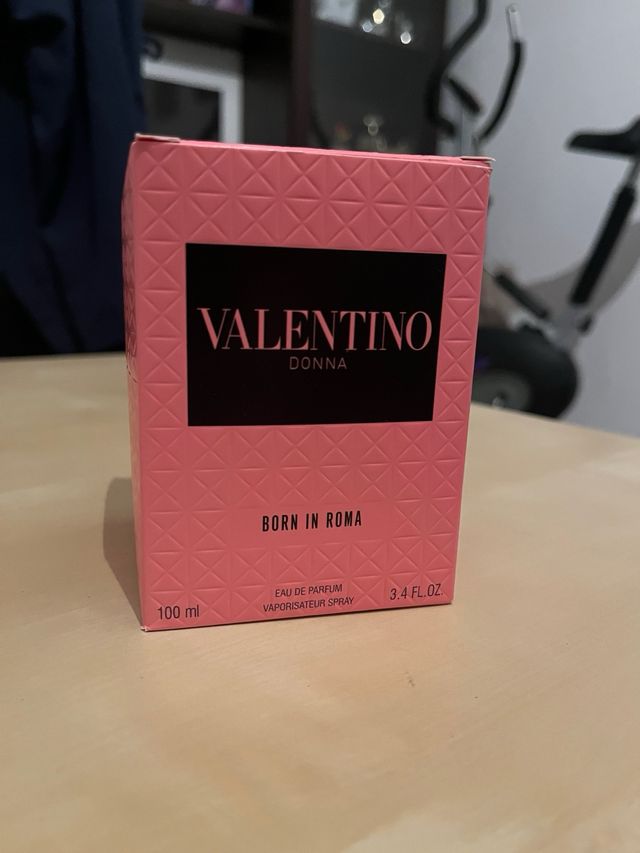 VALENTINO
DONNA
BORN IN ROMA
EAU DE PARFUM
VAPORISATEUR SPRAY
100 ml
3.4 FL.OZ.